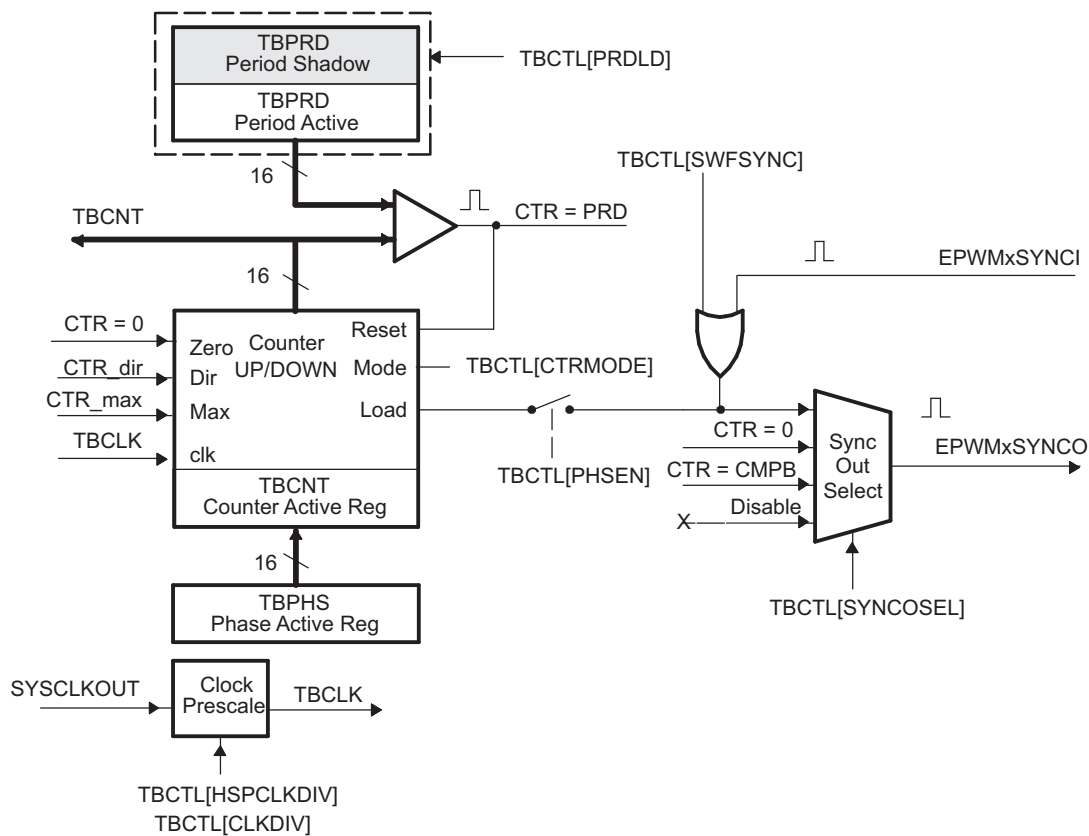 TBPRD
Period Shadow
TBCTL[PRDLD]
TBPRD
Period Active
16
TBCTL[SWFSYNC]
TBCNT
CTR = PRD
16
EPWMxSYNCI
CTR = 0
Reset
Zero
Counter
UP/DOWN
CTR_dir
Dir
Mode
TBCTL[CTRMODE]
CTR_max
Max
Load
CTR = 0
TBCLK
clk
TBCTL[PHSEN]
CTR = CMPB
Sync
Out
Select
EPWMxSYNCO
TBCNT
Counter Active Reg
Disable
X
16
TBCTL[SYNCOSEL]
TBPHS
Phase Active Reg
SYSCLKOUT
Clock
Prescale
TBCLK
TBCTL[HSPCLKDIV]
TBCTL[CLKDIV]